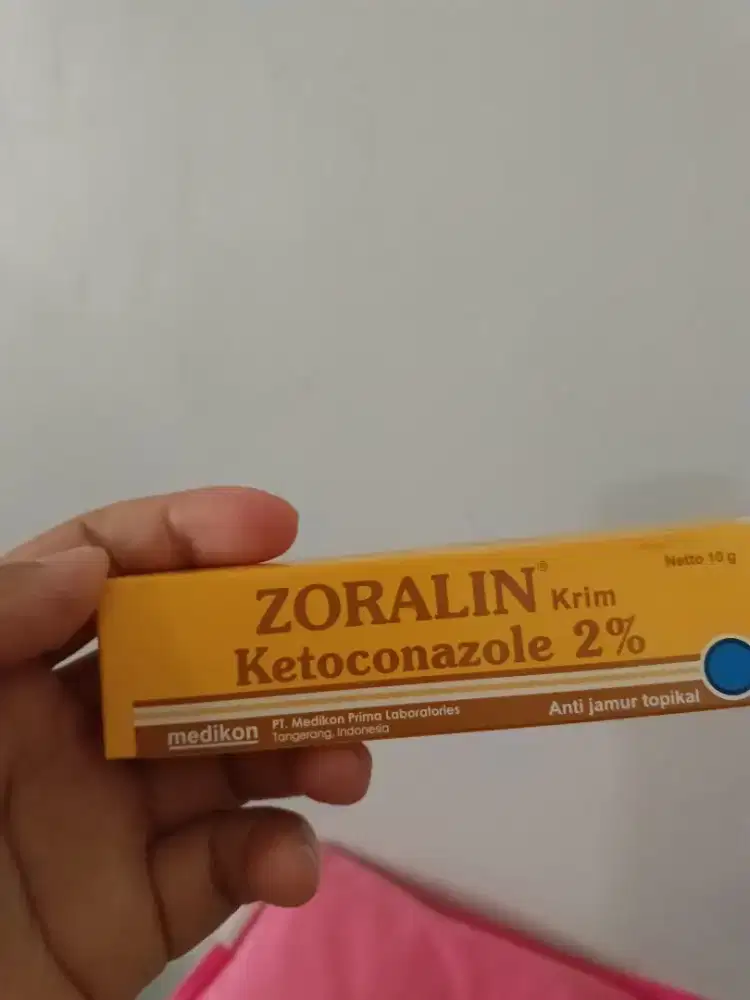 Netto 10 g
ZORALIN® Krim
Ketoconazole 2%
medikon
PT. Medikon Prima Laboratories
Tangerang, Indonesia
Anti jamur topikal